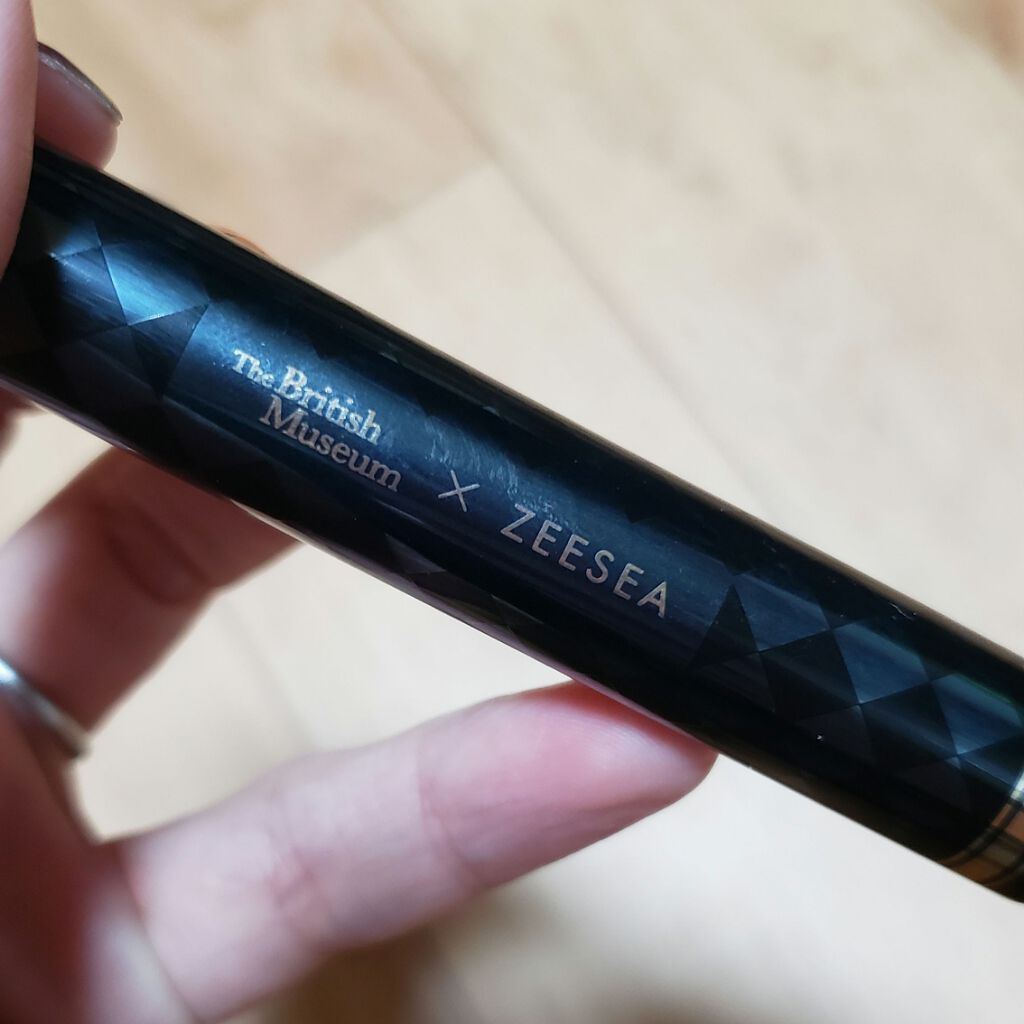 The British
Museum × ZEESEA